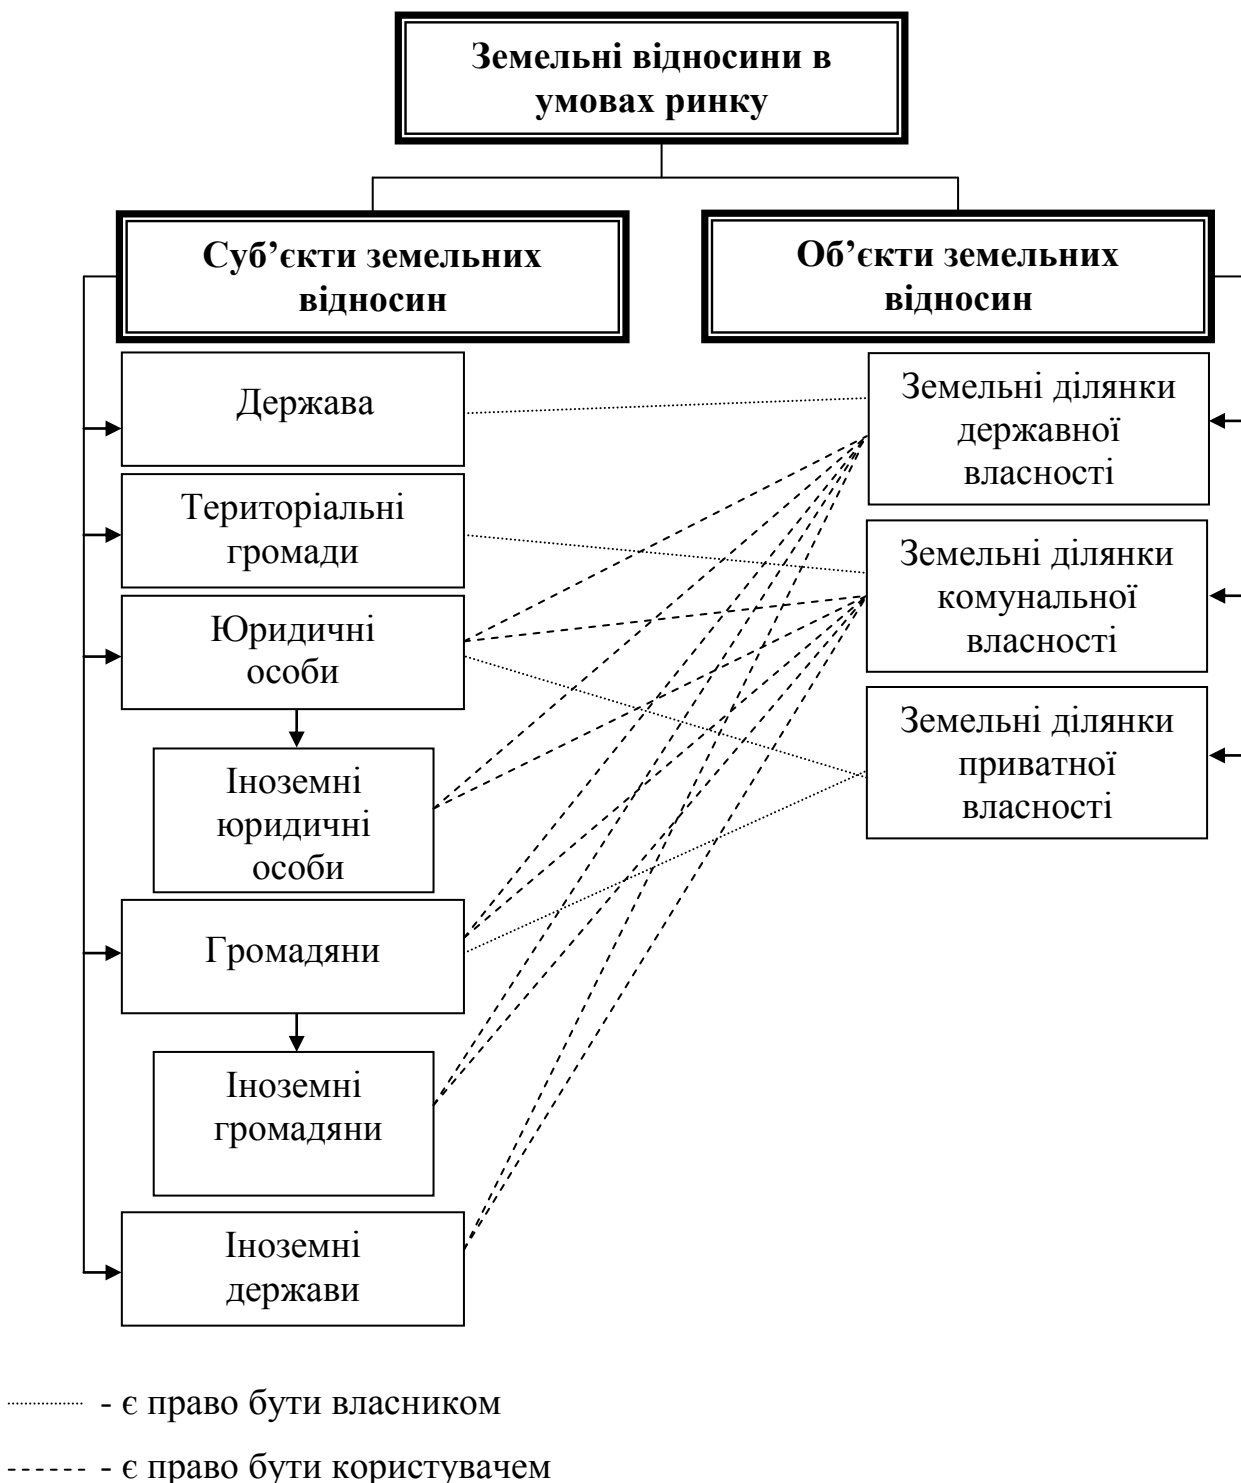 Земельні відносини в
умовах ринку
Суб’єкти земельних
відносин
Об’єкти земельних
відносин
Держава
Територіальні
громади
Юридичні
особи
Іноземні
юридичні
особи
Громадяни
Іноземні
громадяни
Іноземні
держави
Земельні ділянки
державної
власності
Земельні ділянки
комунальної
власності
Земельні ділянки
приватної
власності
- є право бути власником
- є право бути користувачем